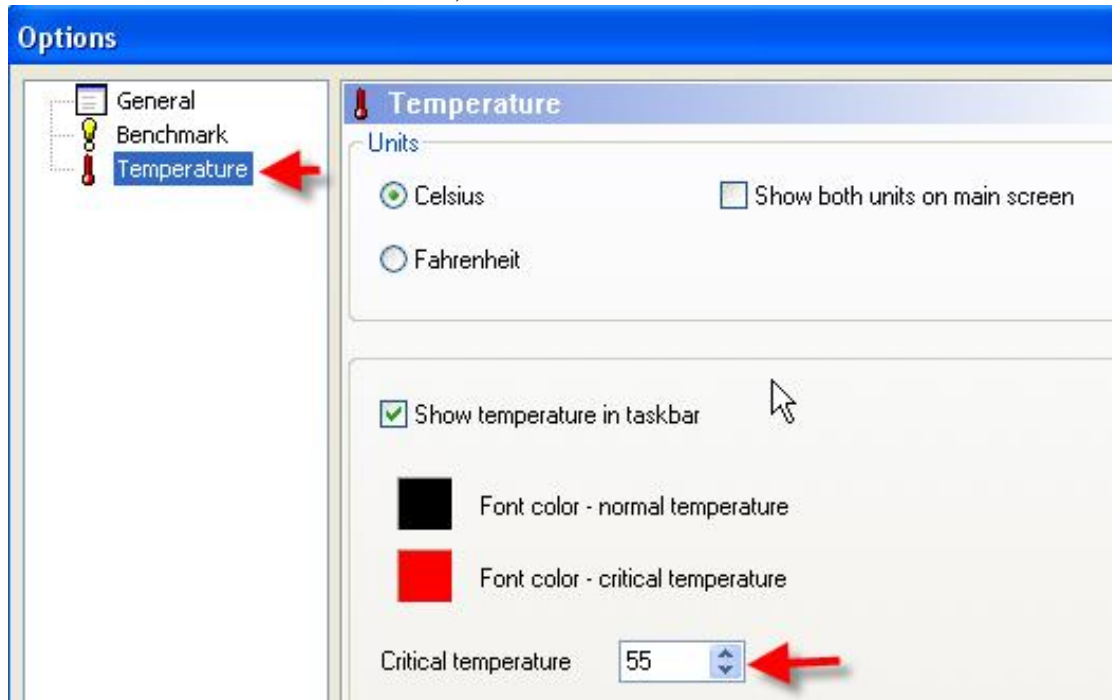 Options
General
Benchmark
Temperature
Temperature
Units
Celsius
Show both units on main screen
Fahrenheit
Show temperature in taskbar
Font color - normal temperature
Font color - critical temperature
Critical temperature 55